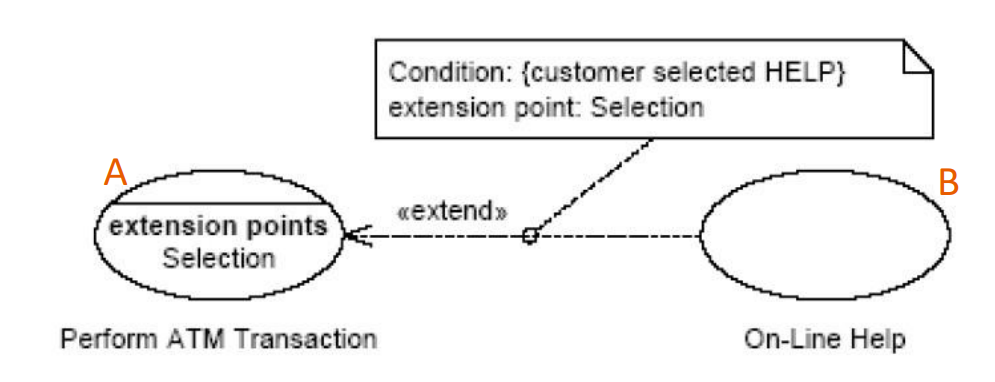 Condition: {customer selected HELP}
extension point: Selection
A
B
«extend»
extension points
Selection
Perform ATM Transaction
On-Line Help